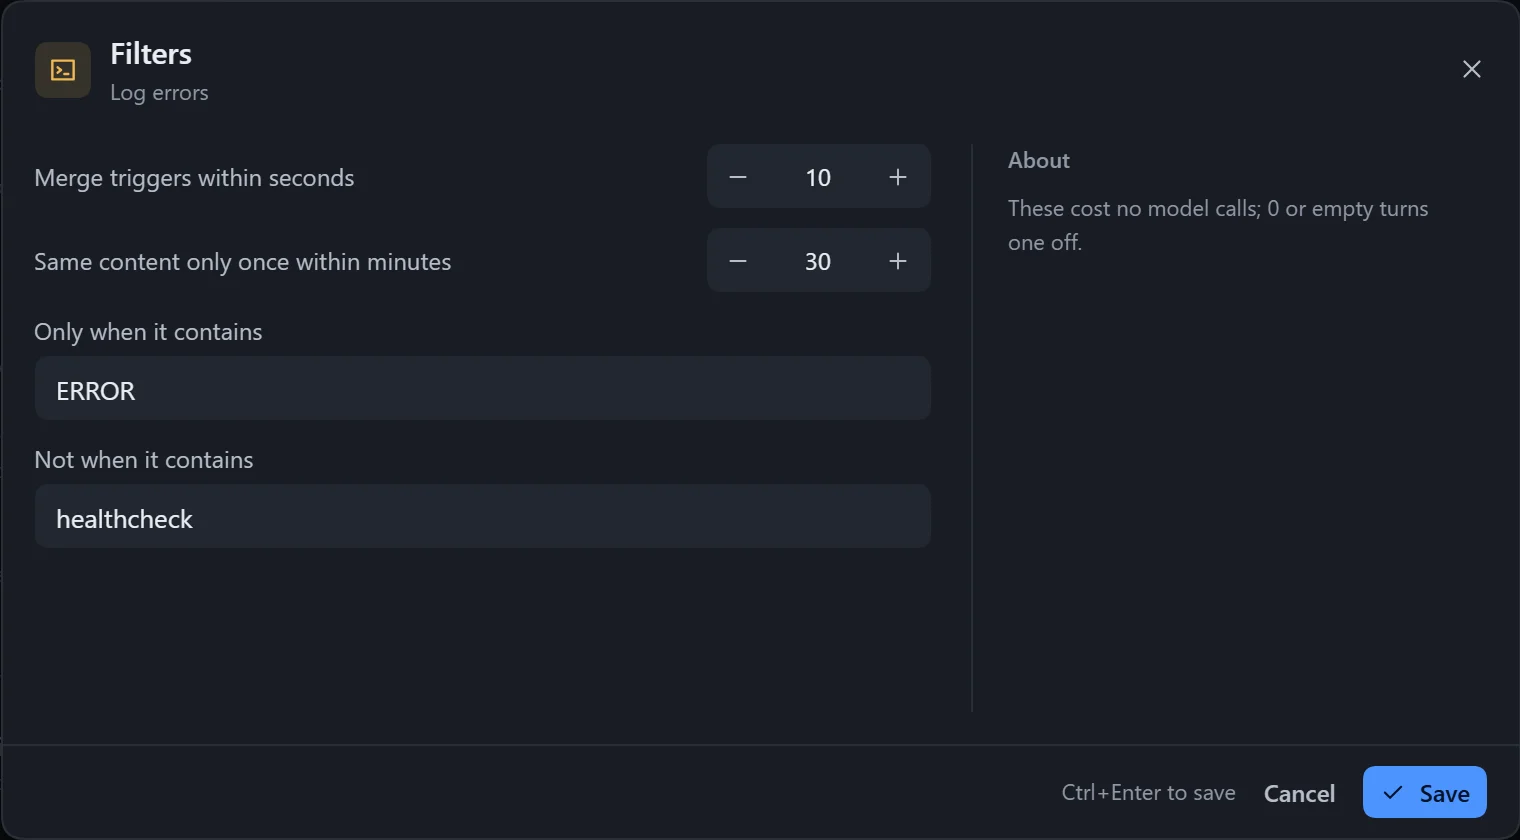 Filters
Log errors
Merge triggers within seconds
10
Same content only once within minutes
30
Only when it contains
ERROR
Not when it contains
healthcheck
About
These cost no model calls; 0 or empty turns
one off.
Ctrl+Enter to save
Cancel
Save